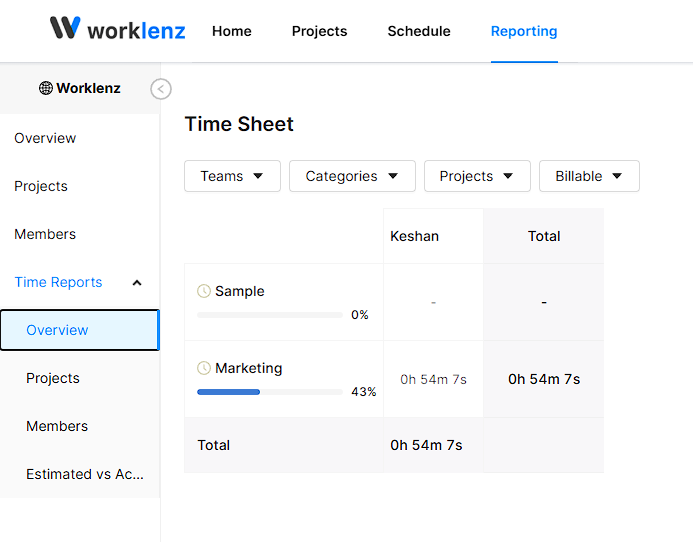 worklenz Home Projects Schedule Reporting
Worklenz
Overview
Projects
Members
Time Reports
Overview
Projects
Members
Estimated vs Ac...
Time Sheet
Teams Categories Projects Billable
Keshan Total
Sample
0% - -
Marketing
43% 0h 54m 7s 0h 54m 7s
Total 0h 54m 7s